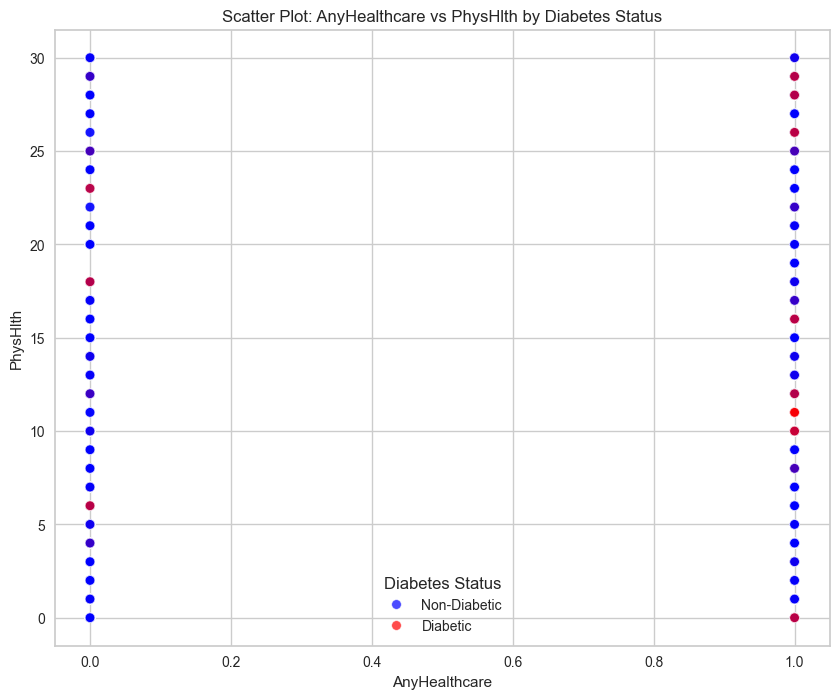 Scatter Plot: AnyHealthcare vs PhysHlth by Diabetes Status
30
25
20
15
10
5
0
PhysHlth
Diabetes Status
Non-Diabetic
Diabetic
0.0 0.2 0.4 0.6 0.8 1.0
AnyHealthcare